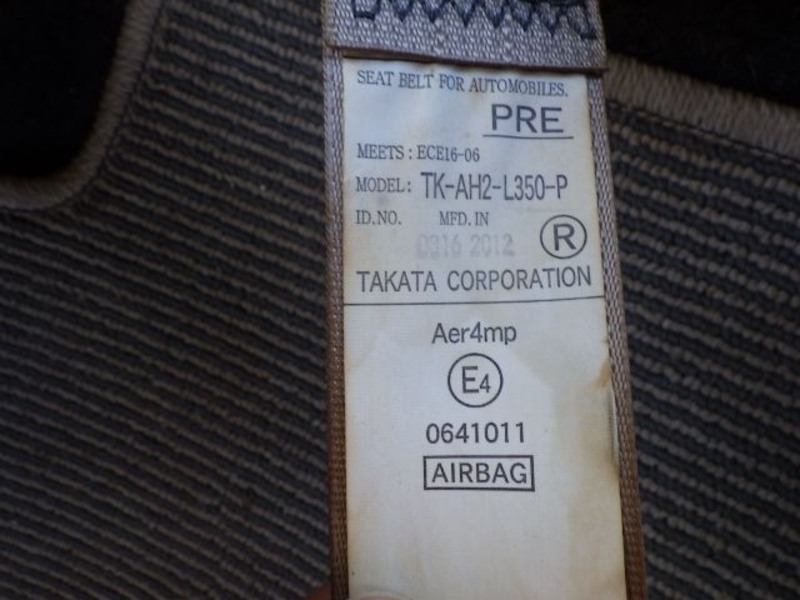 SEAT BELT FOR AUTOMOBILES.
PRE
MEETS : ECE16-06
MODEL: TK-AH2-L350-P
ID.NO. MFD.IN
0316 2012
R
TAKATA CORPORATION
Aer4mp
E4
0641011
AIRBAG